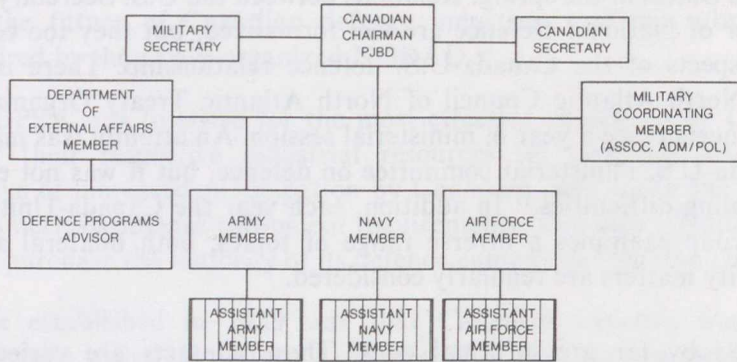 MILITARY
SECRETARY
CANADIAN
CHAIRMAN
PJBD
CANADIAN
SECRETARY
DEPARTMENT
OF
EXTERNAL AFFAIRS
MEMBER
MILITARY
COORDINATING
MEMBER
(ASSOC. ADM/POL)
DEFENCE PROGRAMS
ADVISOR
ARMY
MEMBER
NAVY
MEMBER
AIR FORCE
MEMBER
ASSISTANT
ARMY
MEMBER
ASSISTANT
NAVY
MEMBER
ASSISTANT
AIR FORCE
MEMBER